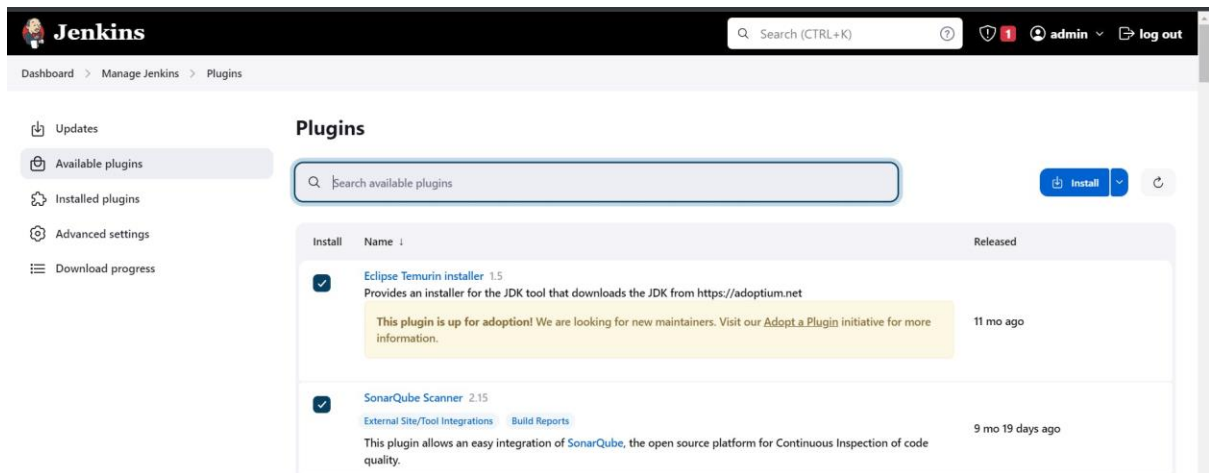 Jenkins
Search (CTRL+K)
1
admin
log out
Dashboard > Manage Jenkins > Plugins
Updates
Available plugins
Installed plugins
Advanced settings
Download progress
Plugins
Search available plugins
Install
Install Name ↓ Released
Eclipse Temurin installer 1.5
Provides an installer for the JDK tool that downloads the JDK from https://adoptium.net
This plugin is up for adoption! We are looking for new maintainers. Visit our Adopt a Plugin initiative for more
information.
11 mo ago
SonarQube Scanner 2.15
External Site/Tool Integrations Build Reports
This plugin allows an easy integration of SonarQube, the open source platform for Continuous Inspection of code
quality.
9 mo 19 days ago